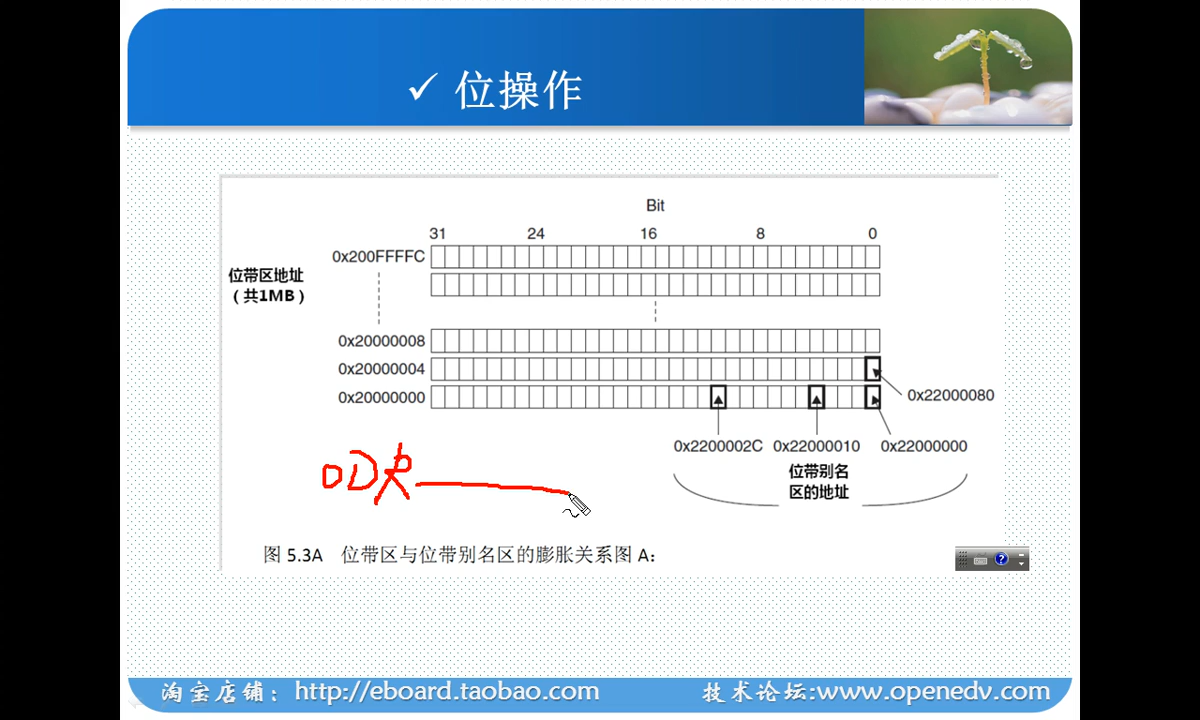 ✓ 位操作
Bit
31 24 16 8 0
0x200FFFFC
位带区地址
（共1MB）
0x20000008
0x20000004
0x20000000
0x22000080
0x2200002C 0x22000010 0x22000000
位带别名
区的地址
ODR
图 5.3A 位带区与位带别名区的膨胀关系图 A：
淘宝店铺：http://eboard.taobao.com 技术论坛:www.openedv.com